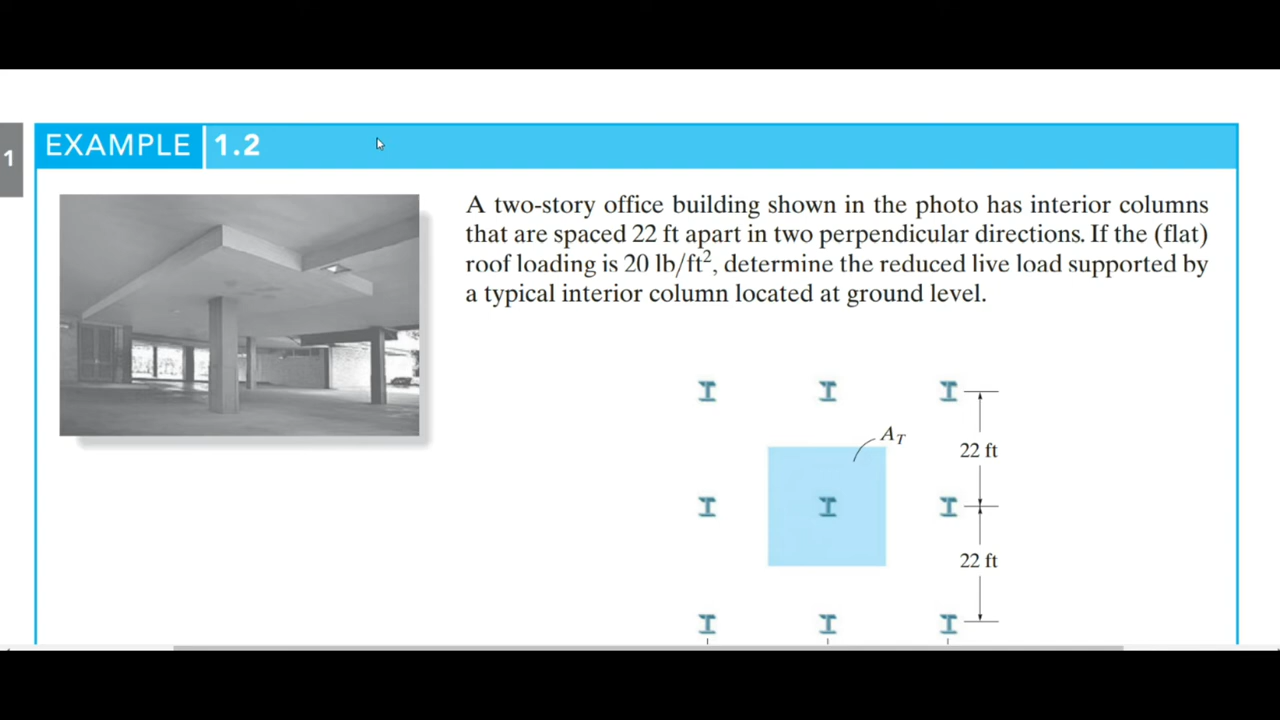 1
EXAMPLE 1.2
A two-story office building shown in the photo has interior columns
that are spaced 22 ft apart in two perpendicular directions. If the (flat)
roof loading is 20 lb/ft², determine the reduced live load supported by
a typical interior column located at ground level.
A_T
22 ft
22 ft